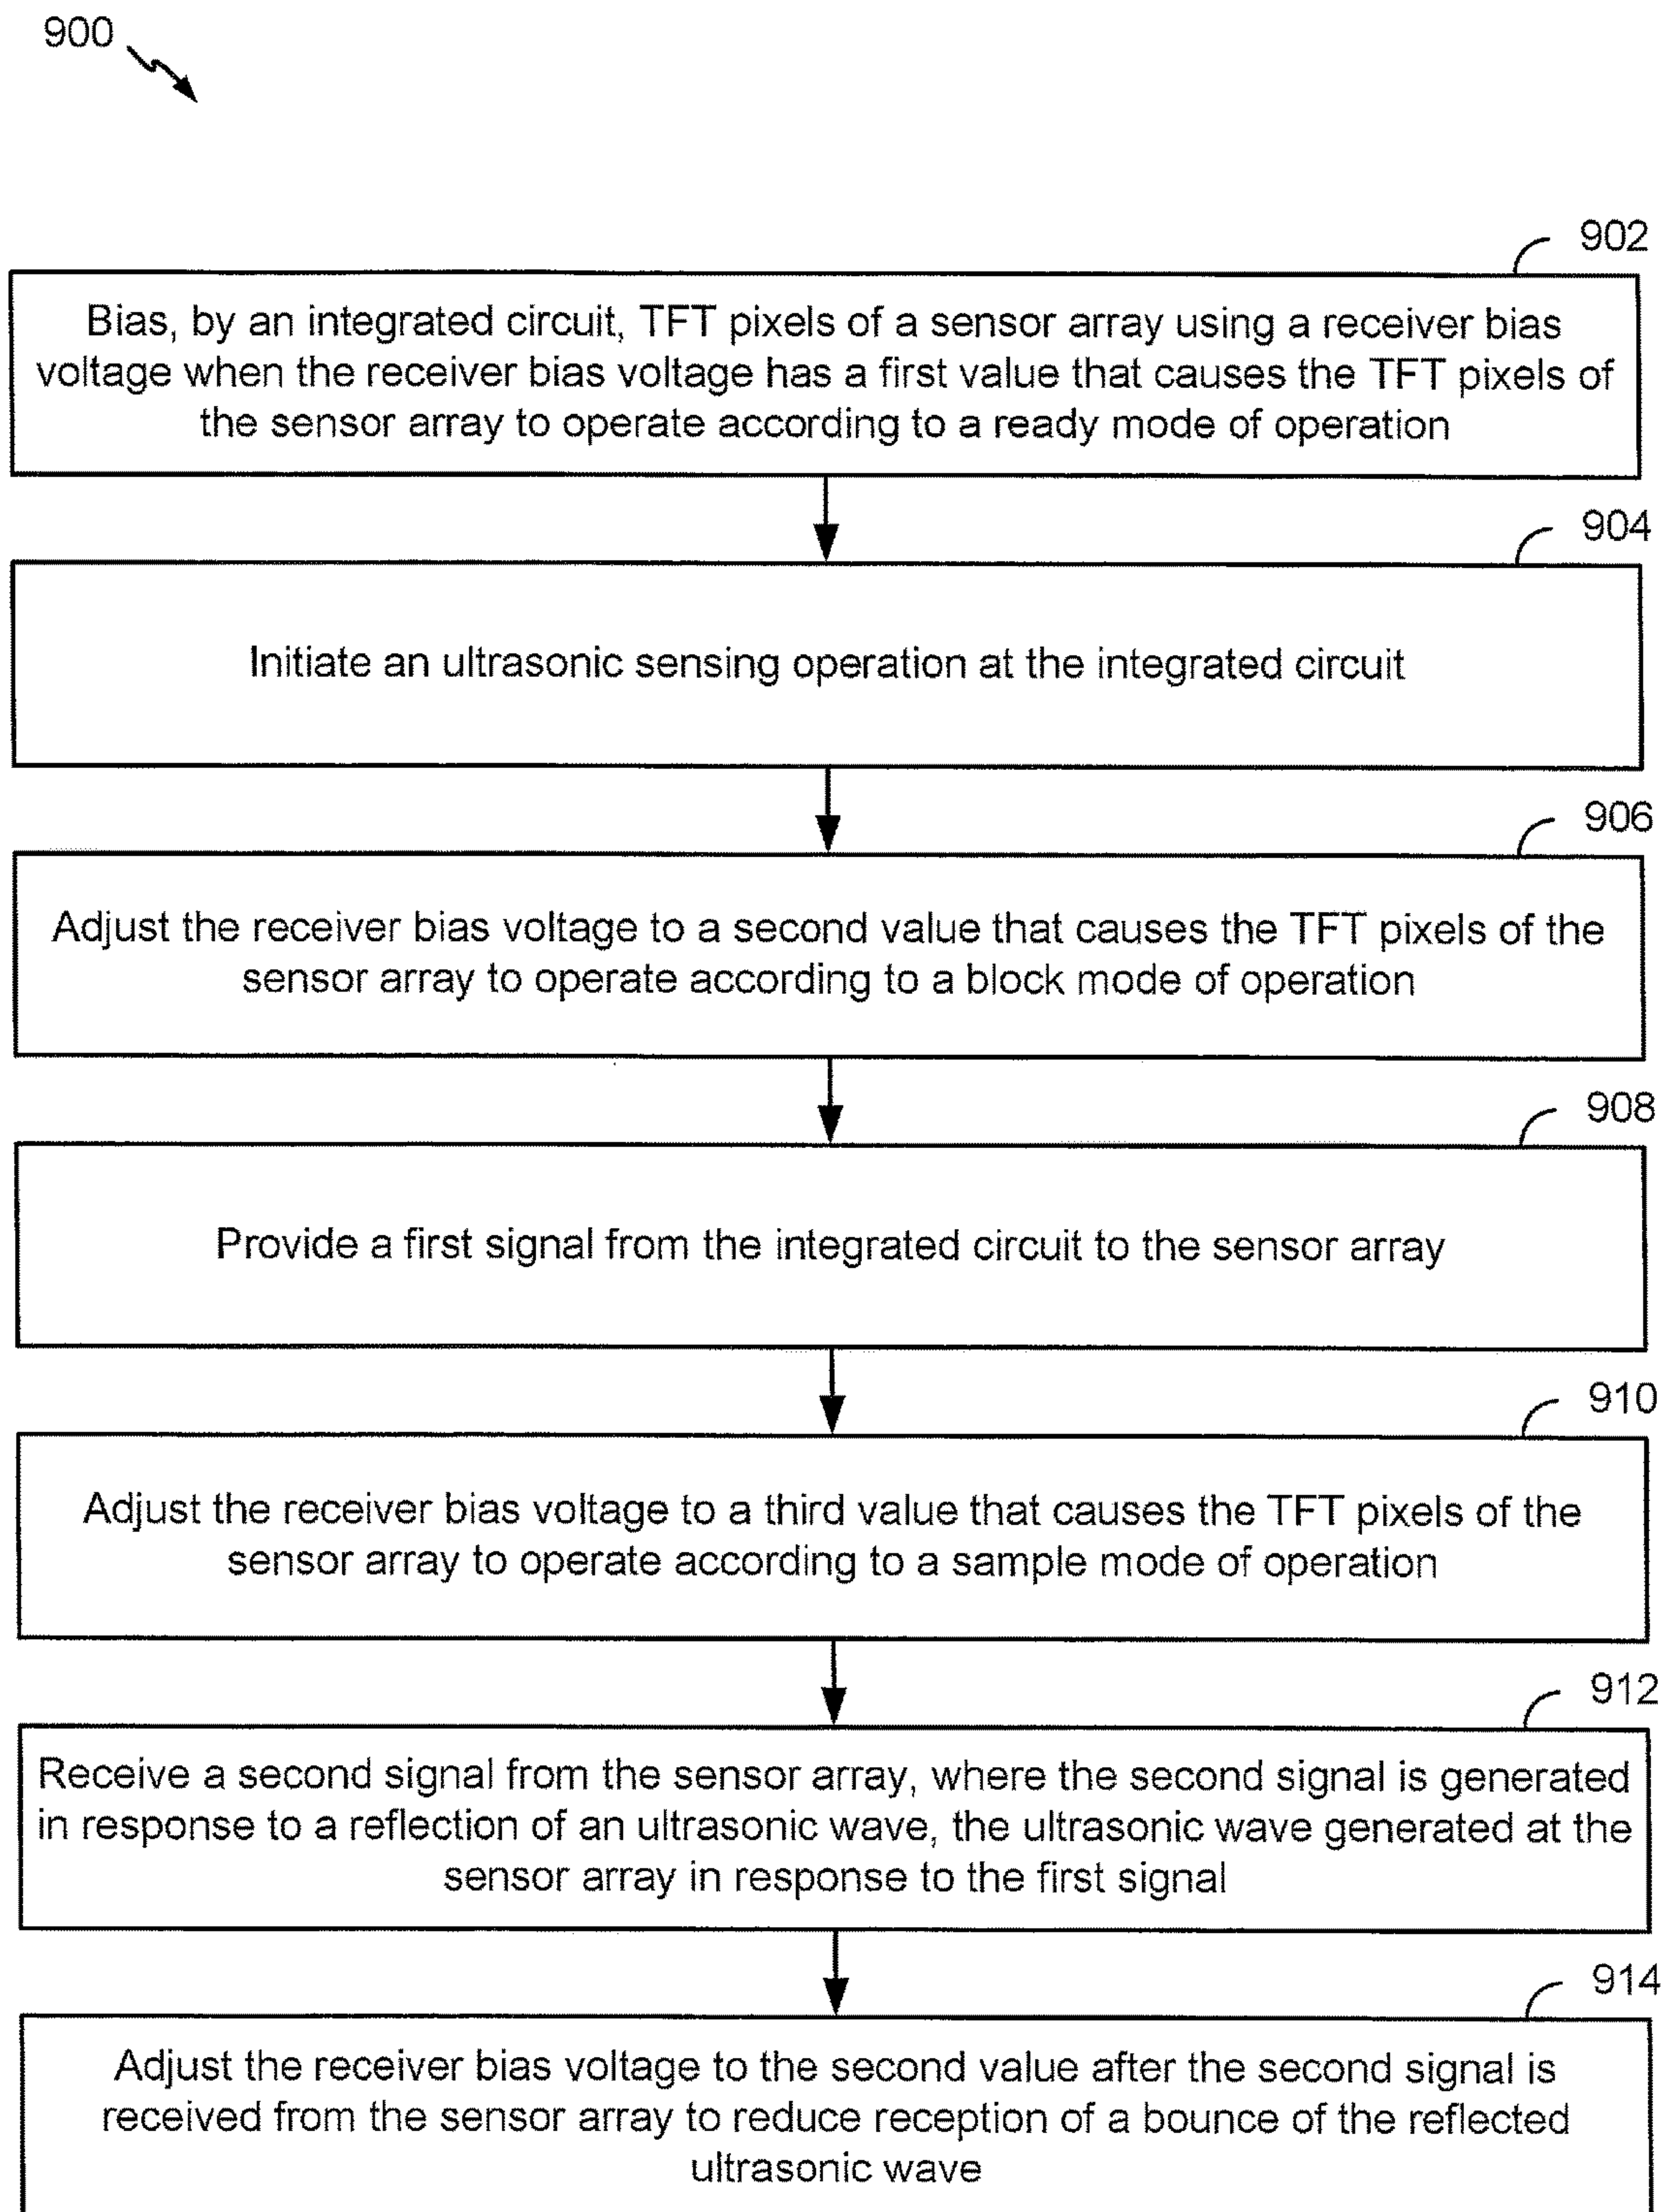 900
902
Bias, by an integrated circuit, TFT pixels of a sensor array using a receiver bias
voltage when the receiver bias voltage has a first value that causes the TFT pixels of
the sensor array to operate according to a ready mode of operation
904
Initiate an ultrasonic sensing operation at the integrated circuit
906
Adjust the receiver bias voltage to a second value that causes the TFT pixels of the
sensor array to operate according to a block mode of operation
908
Provide a first signal from the integrated circuit to the sensor array
910
Adjust the receiver bias voltage to a third value that causes the TFT pixels of the
sensor array to operate according to a sample mode of operation
912
Receive a second signal from the sensor array, where the second signal is generated
in response to a reflection of an ultrasonic wave, the ultrasonic wave generated at the
sensor array in response to the first signal
914
Adjust the receiver bias voltage to the second value after the second signal is
received from the sensor array to reduce reception of a bounce of the reflected
ultrasonic wave